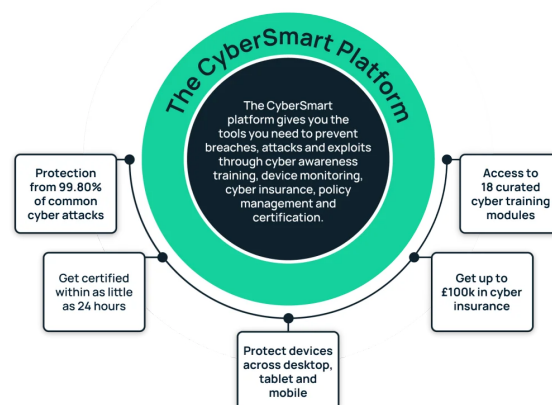 The CyberSmart Platform
The CyberSmart
platform gives you the
tools you need to prevent
breaches, attacks and exploits
through cyber awareness
training, device monitoring,
cyber insurance, policy
management and
certification.
Protection
from 99.80%
of common
cyber attacks
Get certified
within as little
as 24 hours
Protect devices
across desktop,
tablet and
mobile
Get up to
£100k in cyber
insurance
Access to
18 curated
cyber training
modules